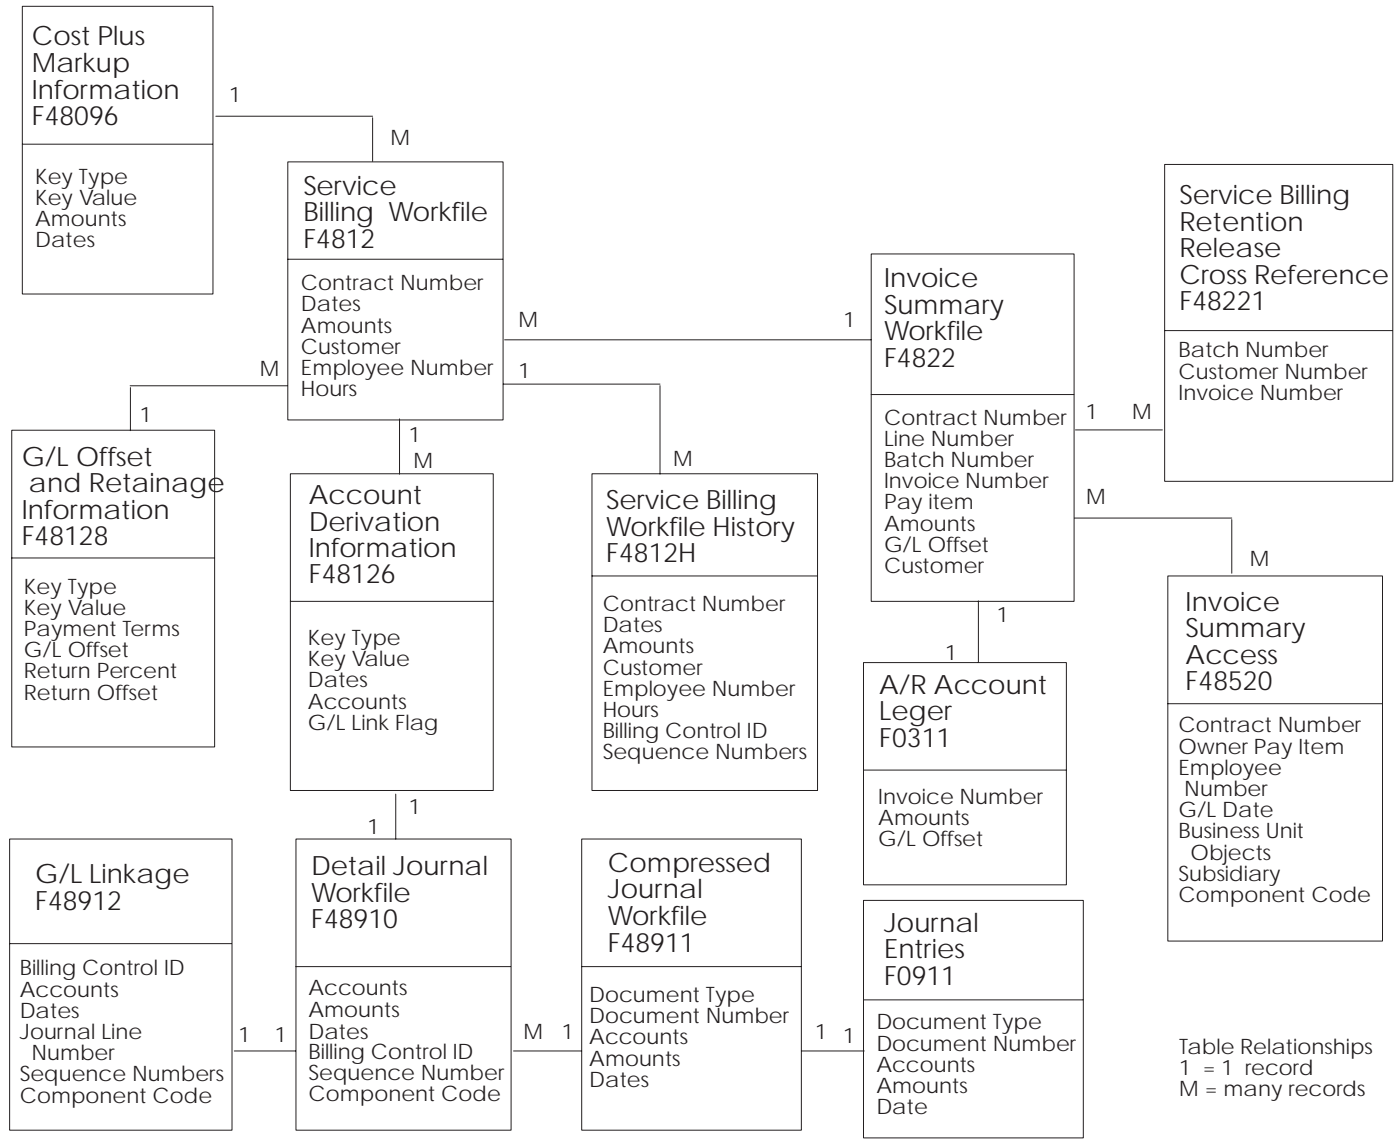 Cost Plus
Markup
Information
F48096
Key Type
Key Value
Amounts
Dates
1
M
Service
Billing Workfile
F4812
Contract Number
Dates
Amounts
Customer
Employee Number
Hours
M
1
M
1
1
M
1
M
G/L Offset
and Retainage
Information
F48128
Key Type
Key Value
Payment Terms
G/L Offset
Return Percent
Return Offset
Account
Derivation
Information
F48126
Key Type
Key Value
Dates
Accounts
G/L Link Flag
Service Billing
Workfile History
F4812H
Contract Number
Dates
Amounts
Customer
Employee Number
Hours
Billing Control ID
Sequence Numbers
Invoice
Summary
Workfile
F4822
Contract Number
Line Number
Batch Number
Invoice Number
Pay item
Amounts
G/L Offset
Customer
1 M
M
M
1
1
Service Billing
Retention
Release
Cross Reference
F48221
Batch Number
Customer Number
Invoice Number
Invoice
Summary
Access
F48520
Contract Number
Owner Pay Item
Employee
Number
G/L Date
Business Unit
Objects
Subsidiary
Component Code
A/R Account
Leger
F0311
Invoice Number
Amounts
G/L Offset
1
1
G/L Linkage
F48912
Billing Control ID
Accounts
Dates
Journal Line
Number
Sequence Numbers
Component Code
1 1
Detail Journal
Workfile
F48910
Accounts
Amounts
Dates
Billing Control ID
Sequence Number
Component Code
M 1
Compressed
Journal
Workfile
F48911
Document Type
Document Number
Accounts
Amounts
Dates
1 1
Journal
Entries
F0911
Document Type
Document Number
Accounts
Amounts
Date
Table Relationships
1 = 1 record
M = many records